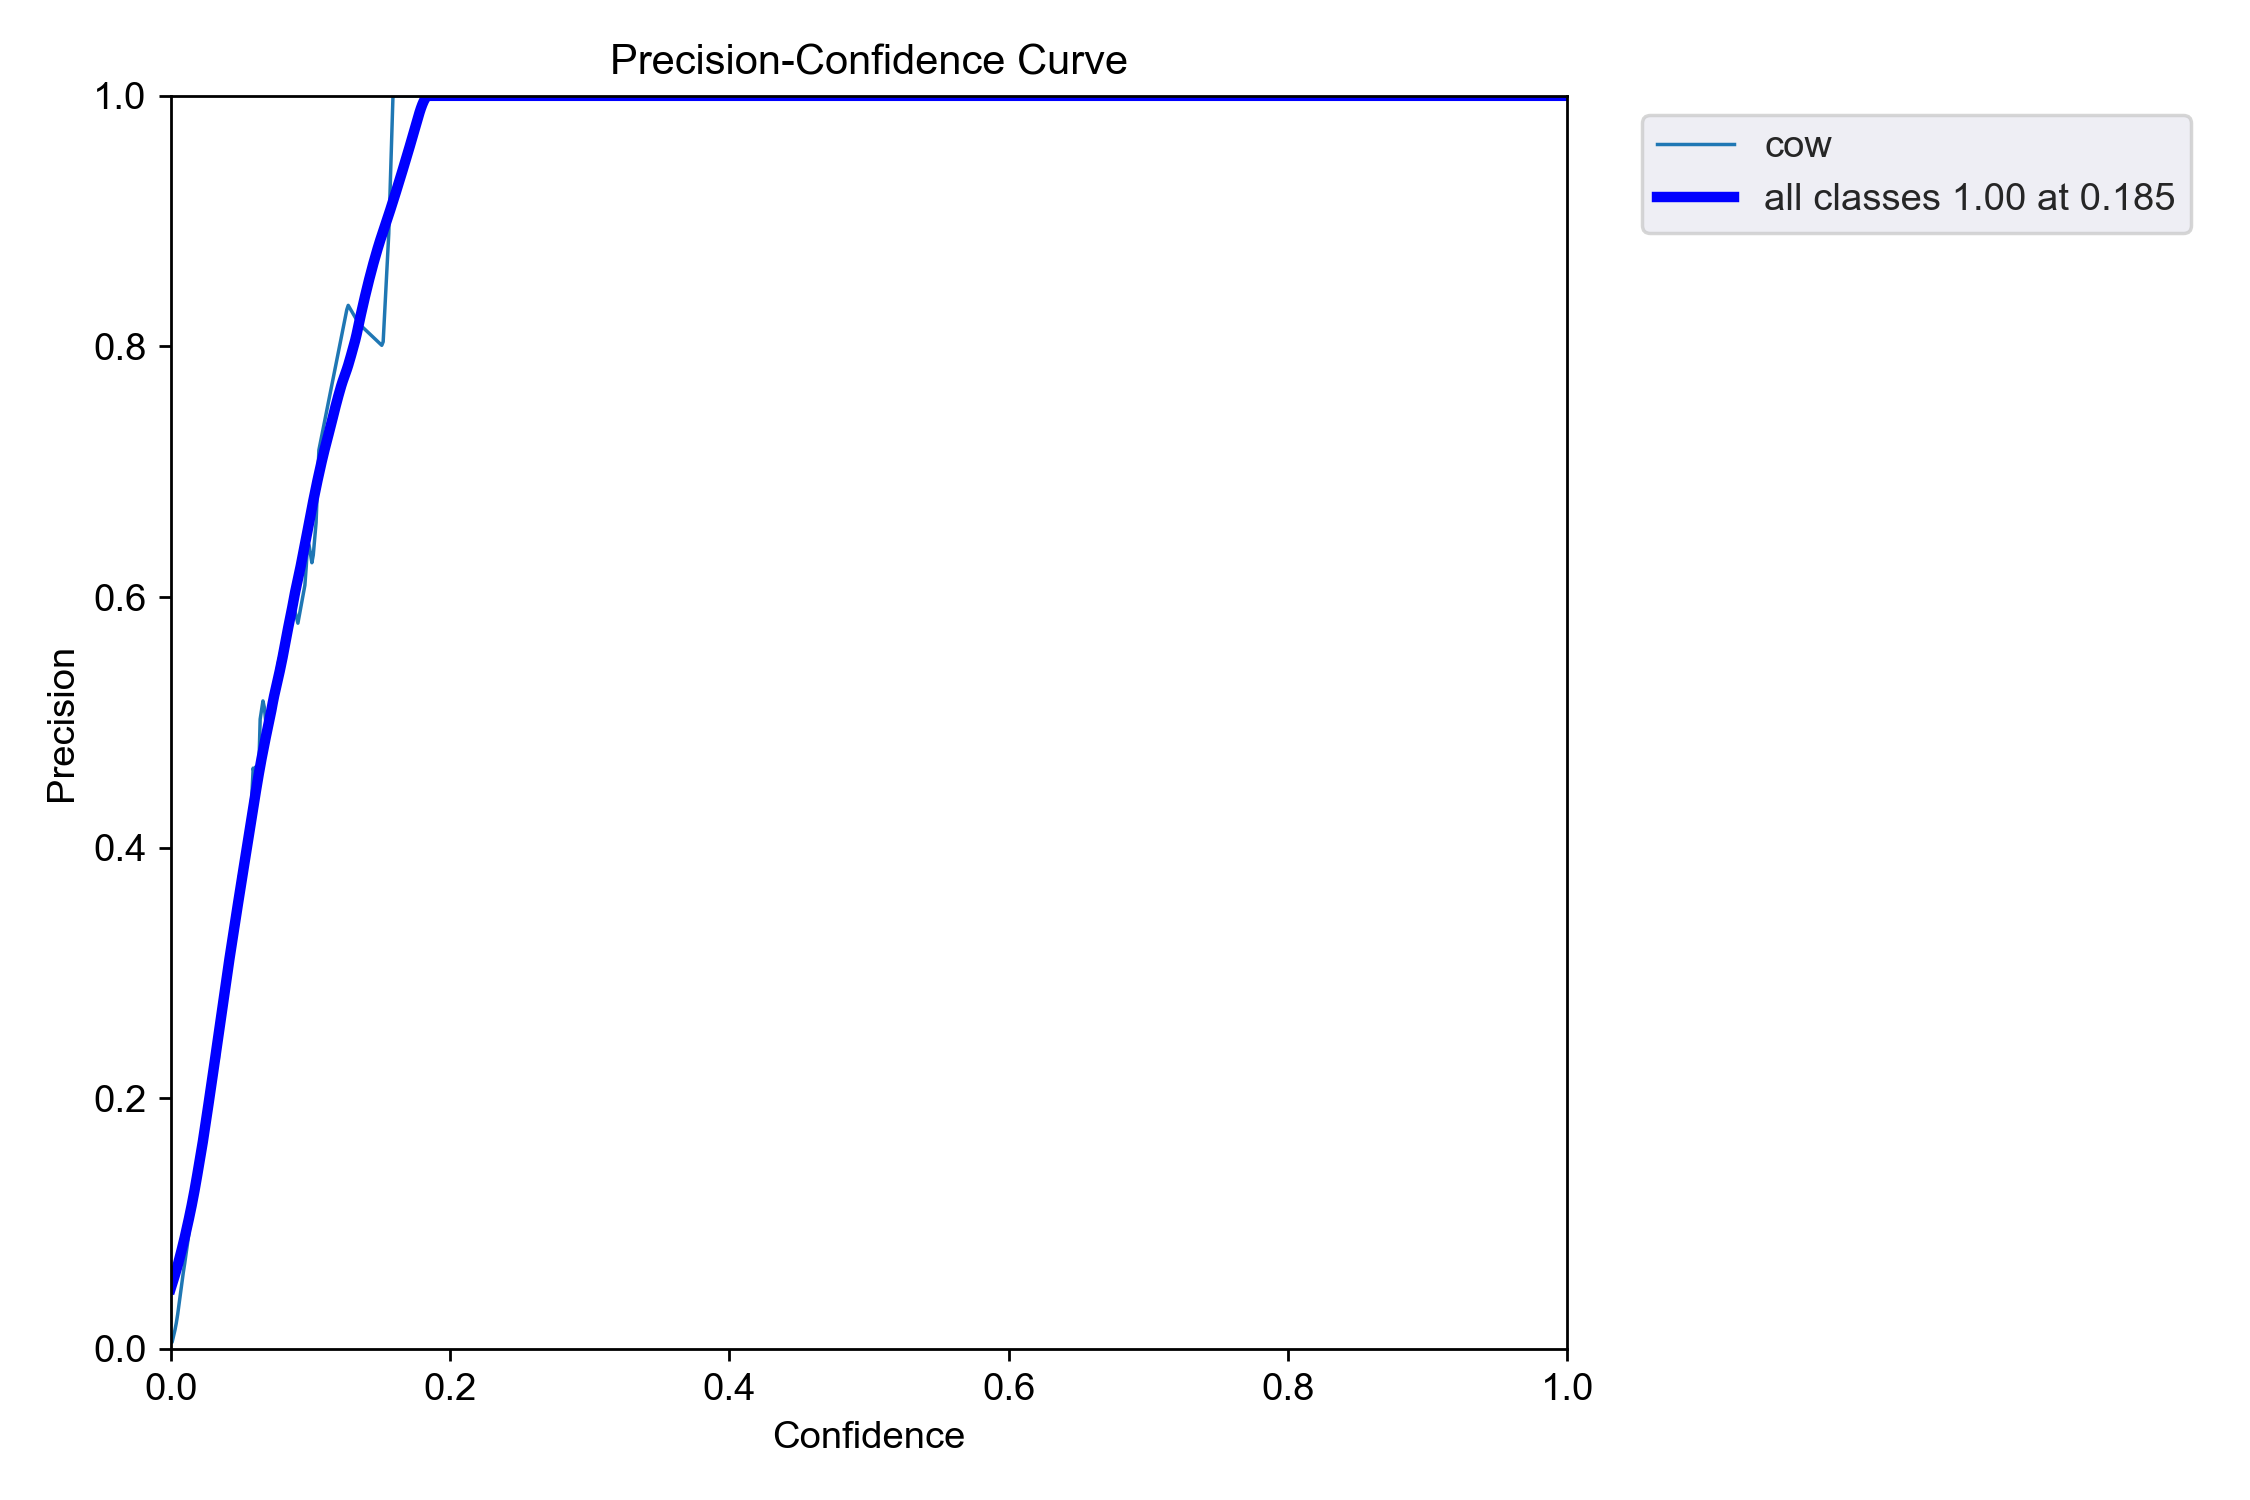 Precision-Confidence Curve
1.0
0.8
0.6
0.4
0.2
0.0
Precision
0.0 0.2 0.4 0.6 0.8 1.0
Confidence
cow
all classes 1.00 at 0.185